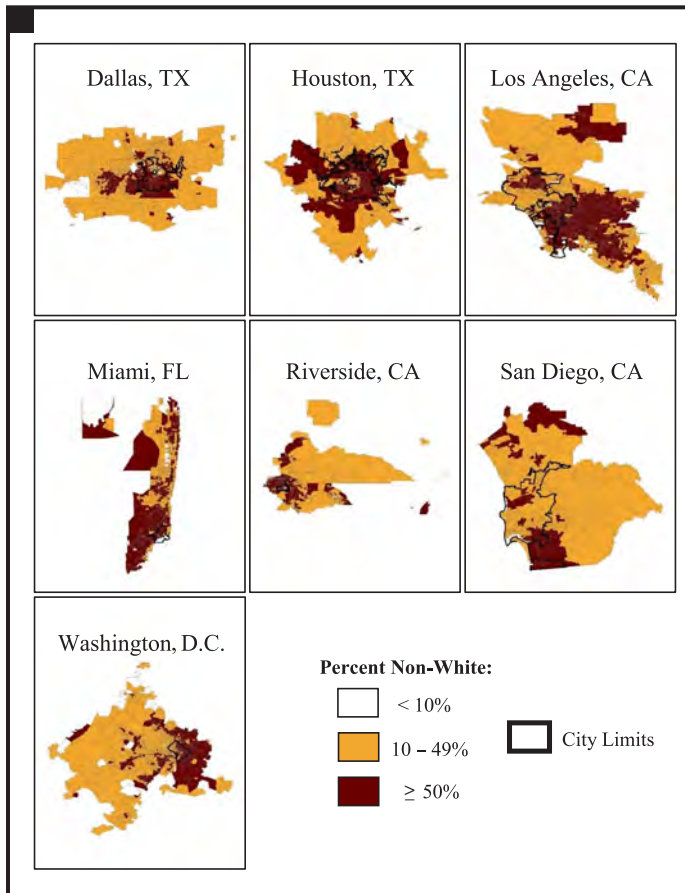 Dallas, TX
Houston, TX
Los Angeles, CA
Miami, FL
Riverside, CA
San Diego, CA
Washington, D.C.
Percent Non-White:
< 10%
10 – 49%
≥ 50%
City Limits